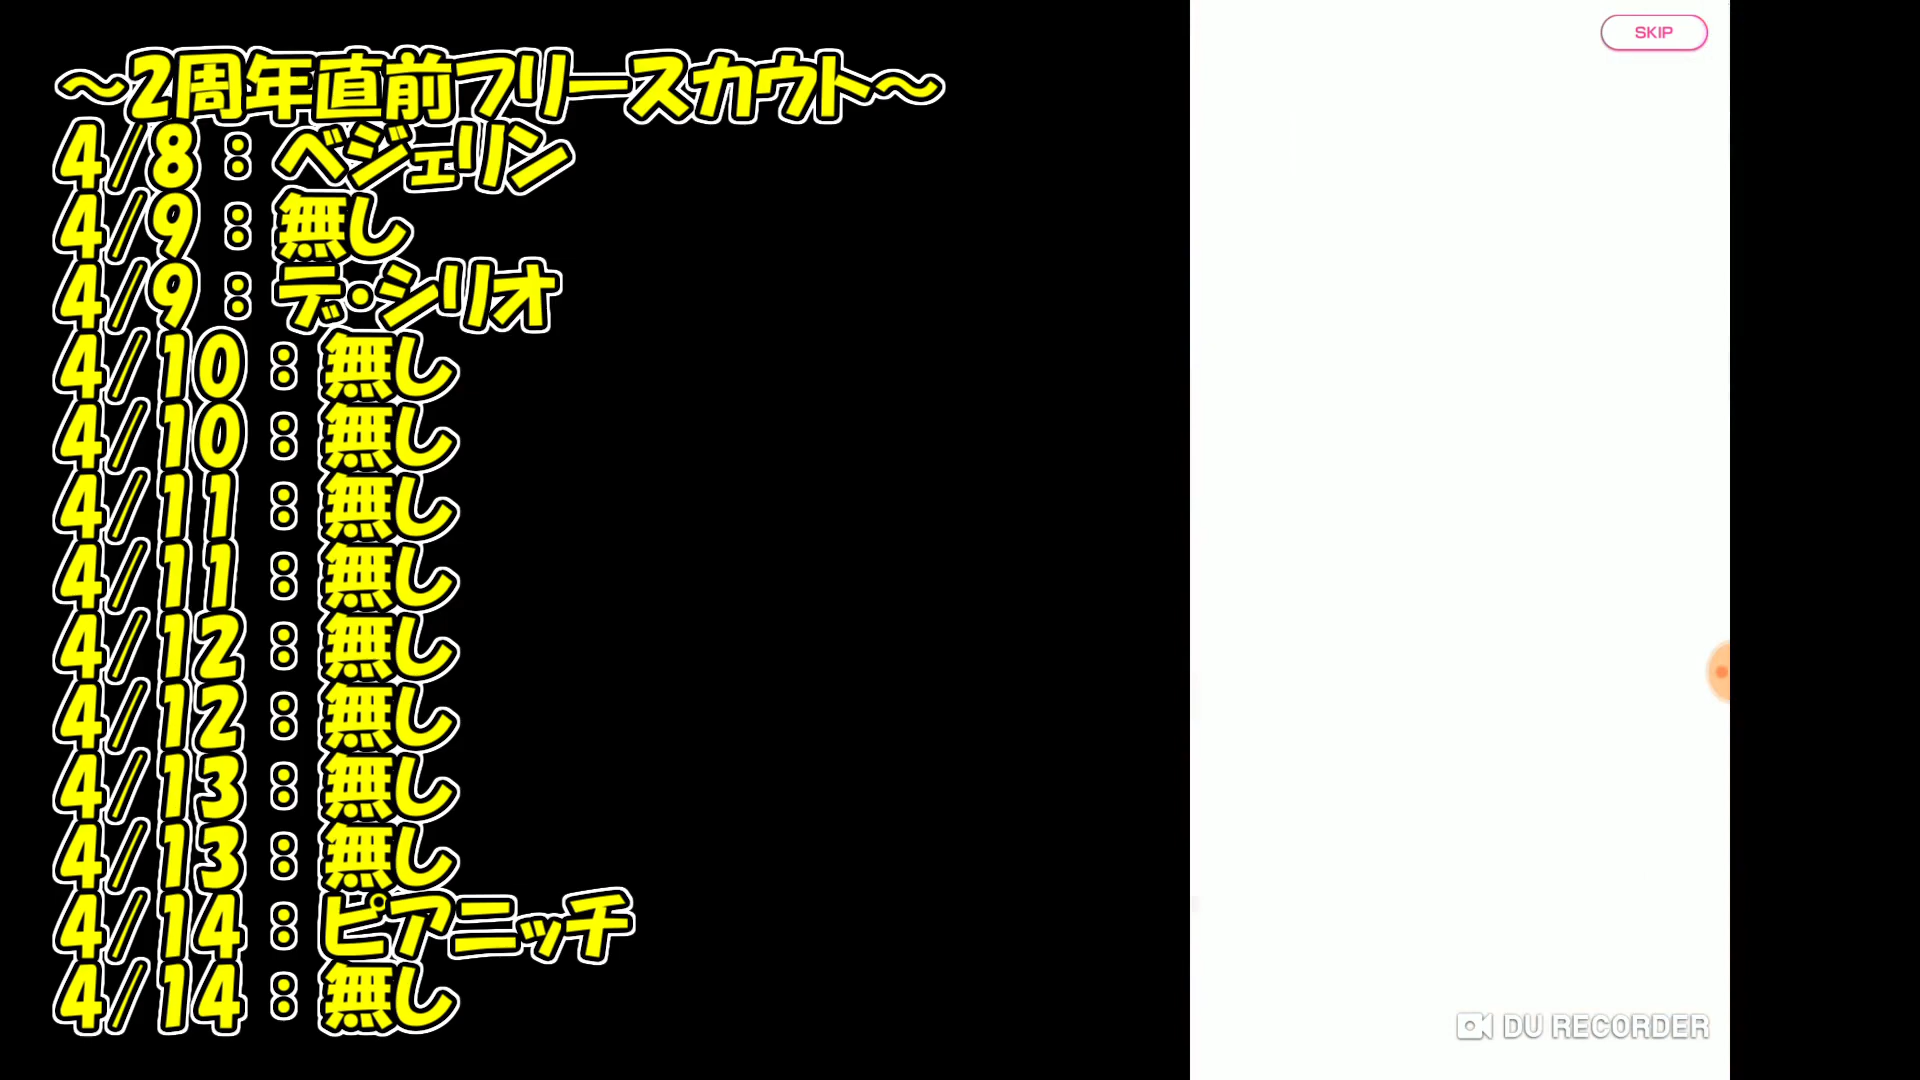 ～2周年直前フリースカウト～
4/8：ベジェリン
4/9：無し
4/9：デ・シリオ
4/10：無し
4/10：無し
4/11：無し
4/11：無し
4/12：無し
4/12：無し
4/13：無し
4/13：無し
4/14：ピアニッチ
4/14：無し
SKIP
DU RECORDER